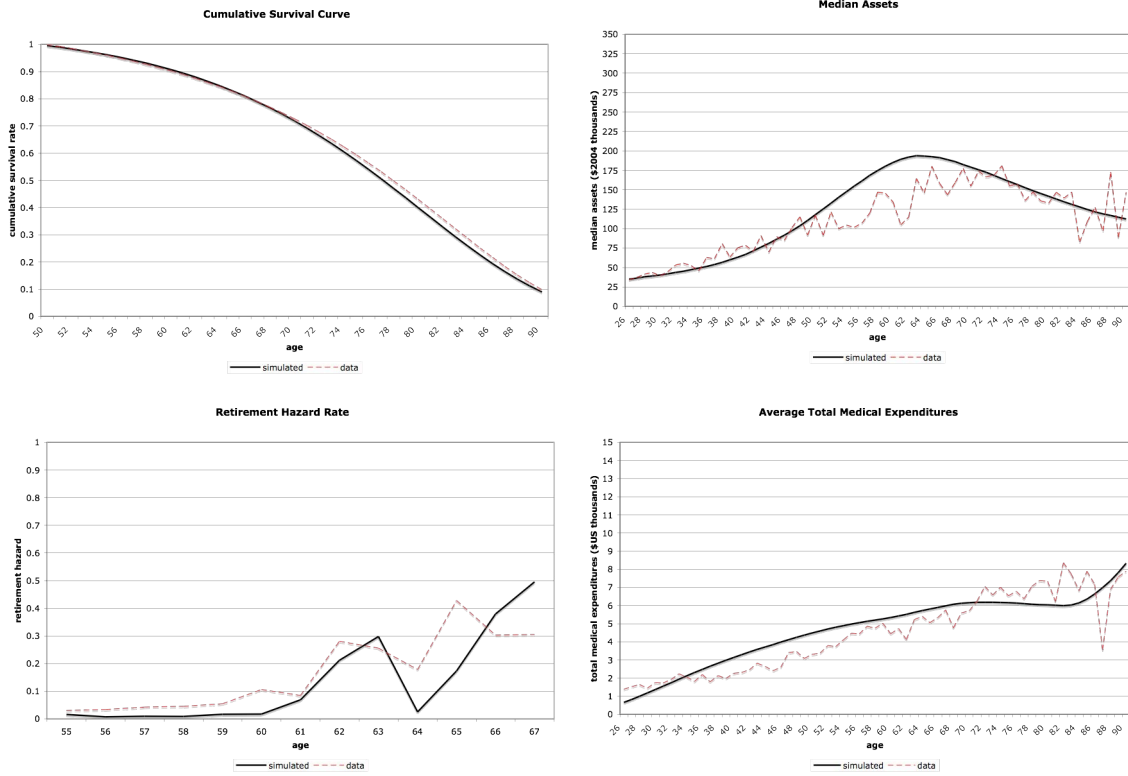 Cumulative Survival Curve
1
0.9
0.8
0.7
0.6
0.5
0.4
0.3
0.2
0.1
0
cumulative survival rate
50 52 54 56 58 60 62 64 66 68 70 72 74 76 78 80 82 84 86 88 90
age
simulated data
Median Assets
350
325
300
275
250
225
200
175
150
125
100
75
50
25
0
median assets ($2004 thousands)
26 28 30 32 34 36 38 40 42 44 46 48 50 52 54 56 58 60 62 64 66 68 70 72 74 76 78 80 82 84 86 88 90
age
simulated data
Retirement Hazard Rate
1
0.9
0.8
0.7
0.6
0.5
0.4
0.3
0.2
0.1
0
retirement hazard
55 56 57 58 59 60 61 62 63 64 65 66 67
age
simulated data
Average Total Medical Expenditures
15
14
13
12
11
10
9
8
7
6
5
4
3
2
1
0
total medical expenditures ($US thousands)
26 28 30 32 34 36 38 40 42 44 46 48 50 52 54 56 58 60 62 64 66 68 70 72 74 76 78 80 82 84 86 88 90
age
simulated data